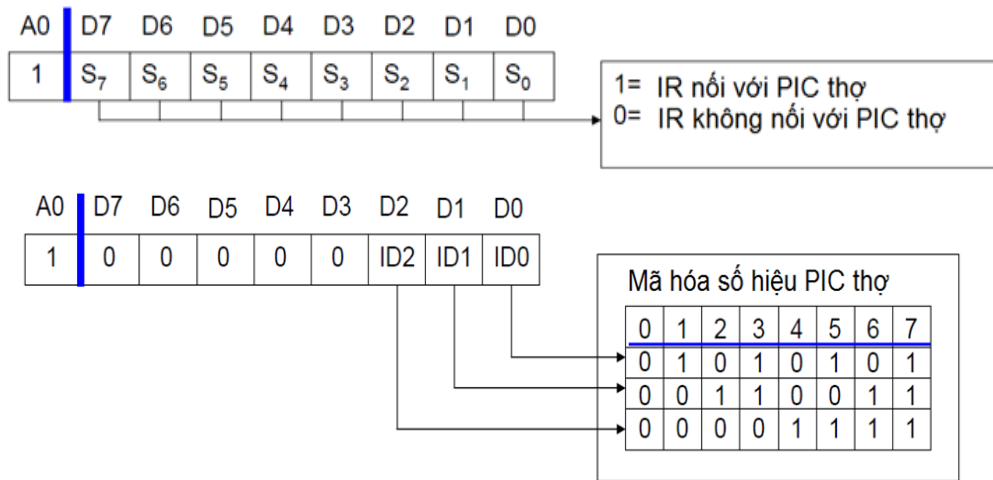 A0 D7 D6 D5 D4 D3 D2 D1 D0
1 S7 S6 S5 S4 S3 S2 S1 S0
1= IR nối với PIC thợ
0= IR không nối với PIC thợ
A0 D7 D6 D5 D4 D3 D2 D1 D0
1 0 0 0 0 0 ID2 ID1 ID0
Mã hóa số hiệu PIC thợ
0 1 2 3 4 5 6 7
0 1 0 1 0 1 0 1
0 0 1 1 0 0 1 1
0 0 0 0 1 1 1 1